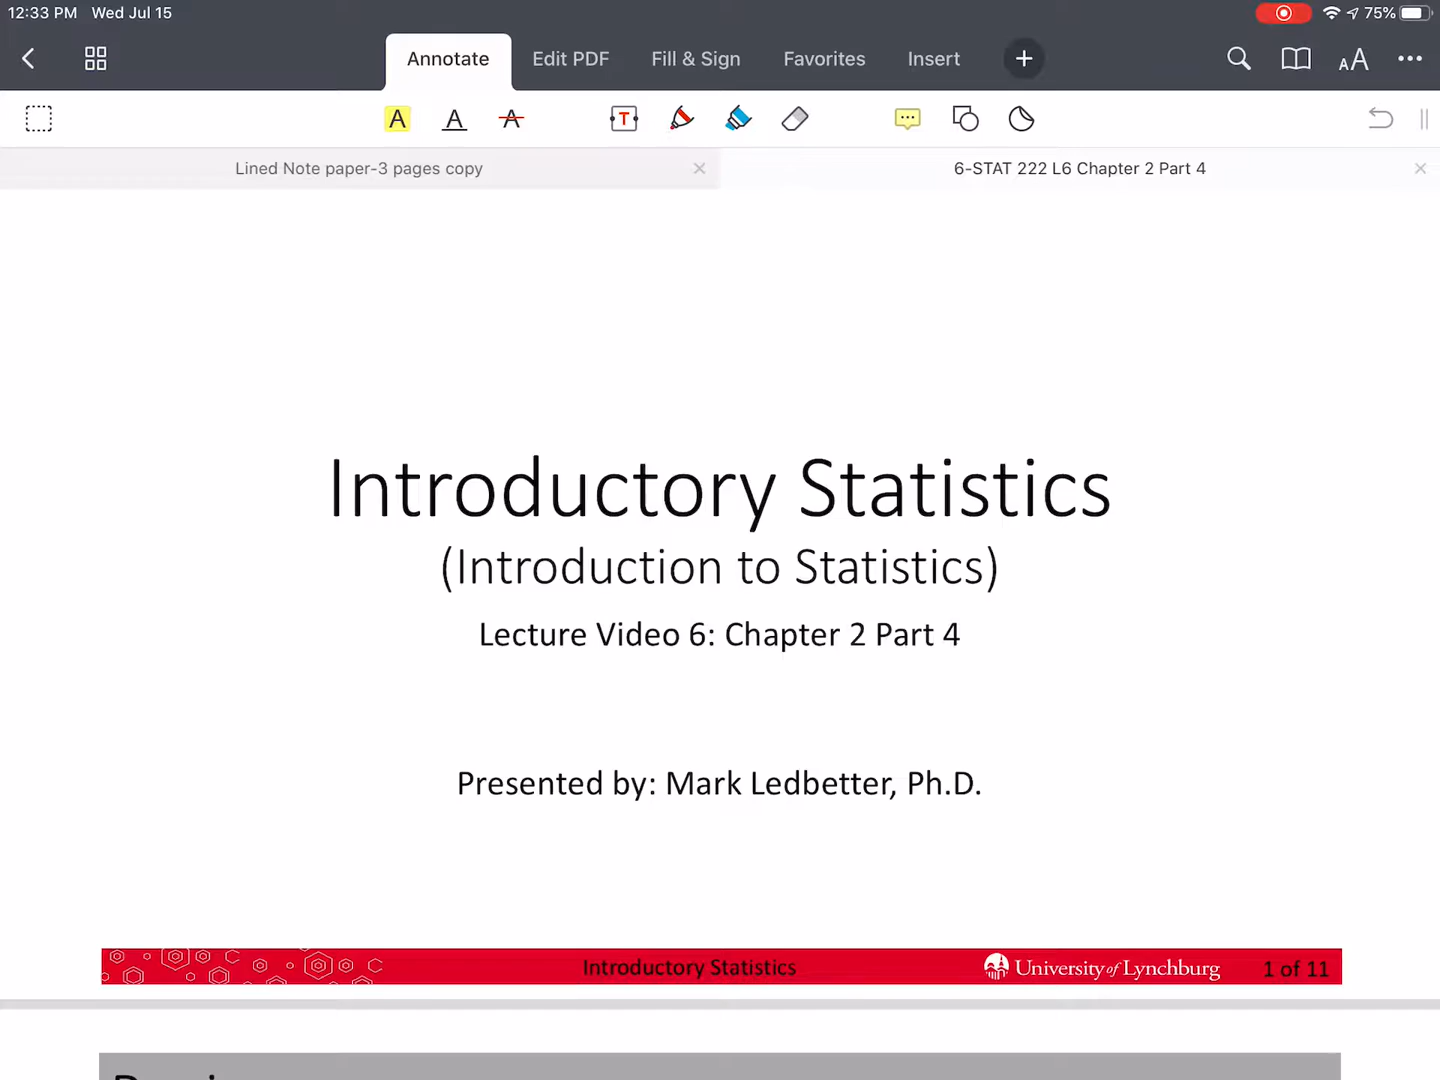 12:33 PM Wed Jul 15 75%
Annotate Edit PDF Fill & Sign Favorites Insert + AA
A A A T
Lined Note paper-3 pages copy 6-STAT 222 L6 Chapter 2 Part 4
Introductory Statistics
(Introduction to Statistics)
Lecture Video 6: Chapter 2 Part 4
Presented by: Mark Ledbetter, Ph.D.
Introductory Statistics University of Lynchburg 1 of 11